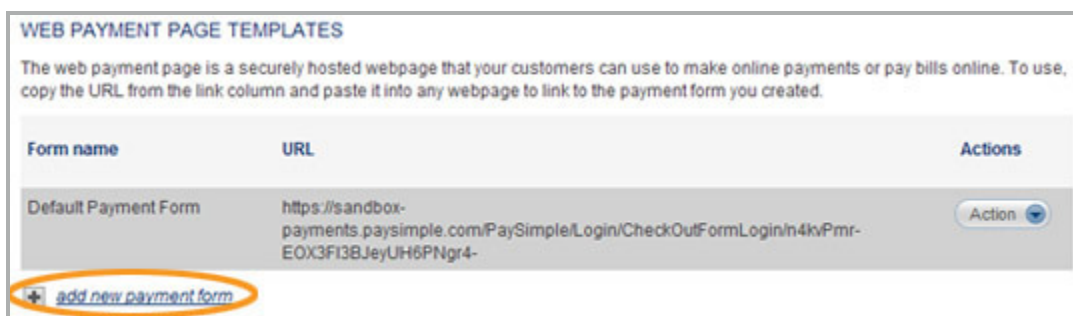 WEB PAYMENT PAGE TEMPLATES
The web payment page is a securely hosted webpage that your customers can use to make online payments or pay bills online. To use,
copy the URL from the link column and paste it into any webpage to link to the payment form you created.
Form name URL Actions
Default Payment Form https://sandbox- Action
payments.paysimple.com/PaySimple/Login/CheckOutFormLogin/n4kvPmr-
EOX3FI3BJeyUH6PNgr4-
add new payment form